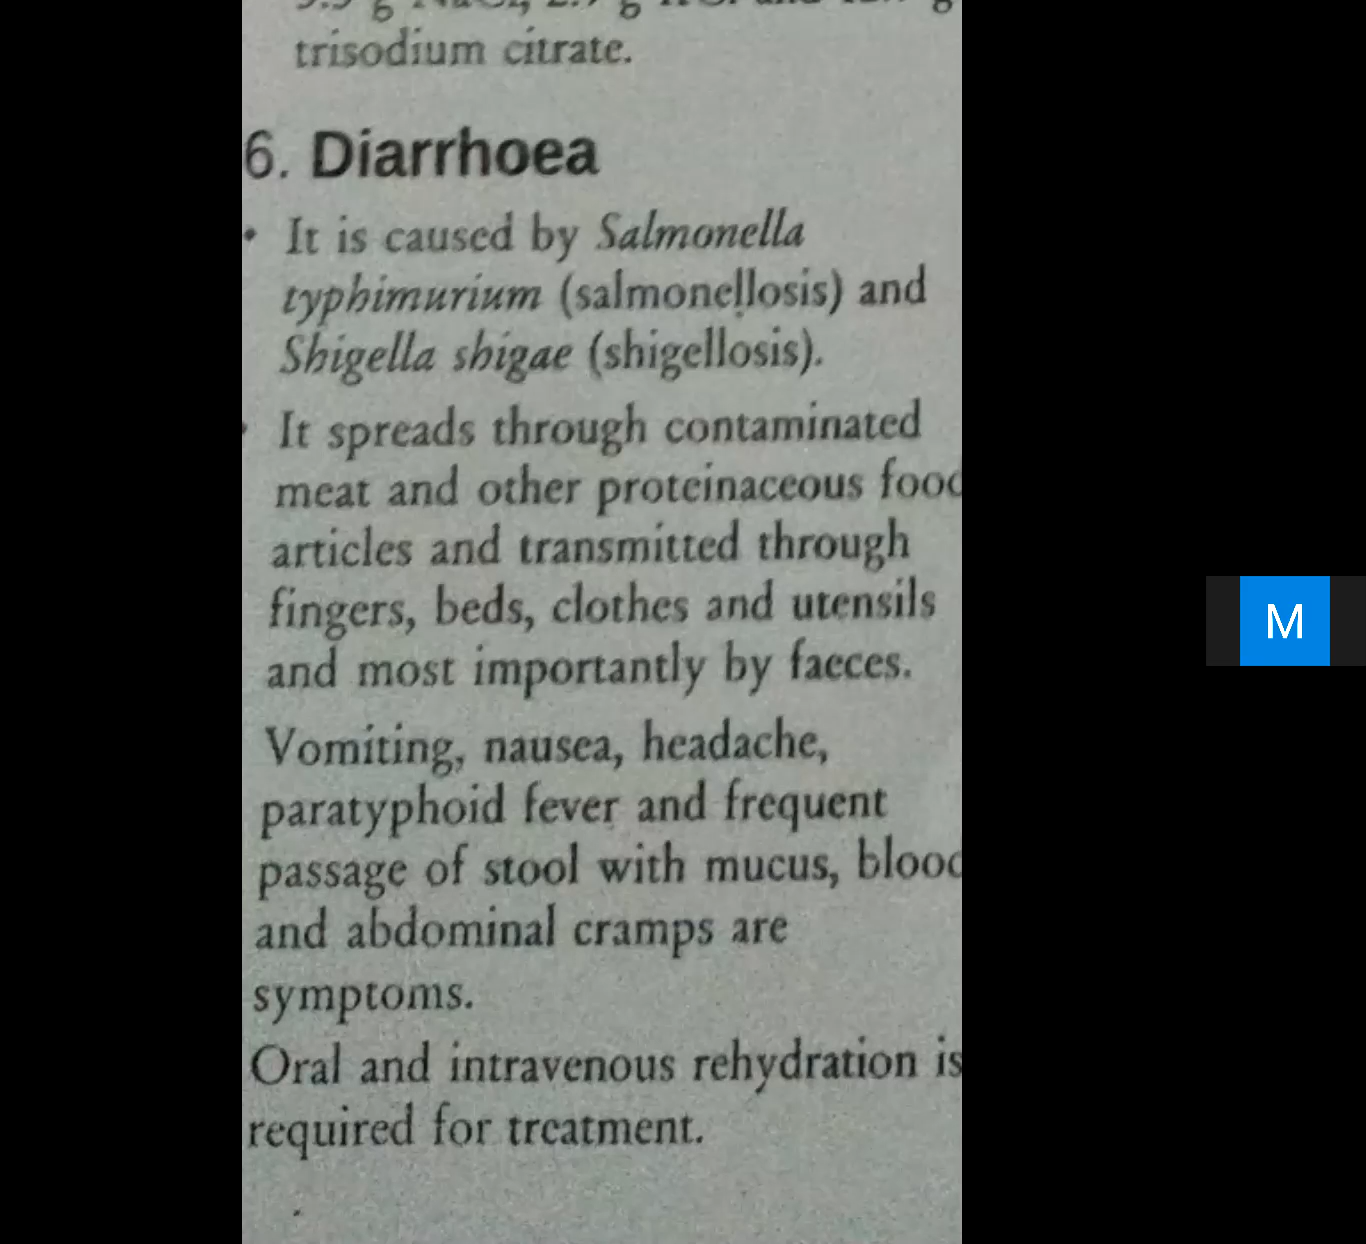 trisodium citrate.
6. Diarrhoea
• It is caused by Salmonella
typhimurium (salmonellosis) and
Shigella shigae (shigellosis).
• It spreads through contaminated
meat and other proteinaceous food
articles and transmitted through
fingers, beds, clothes and utensils
and most importantly by faeces.
Vomiting, nausea, headache,
paratyphoid fever and frequent
passage of stool with mucus, blood
and abdominal cramps are
symptoms.
Oral and intravenous rehydration is
required for treatment.
M